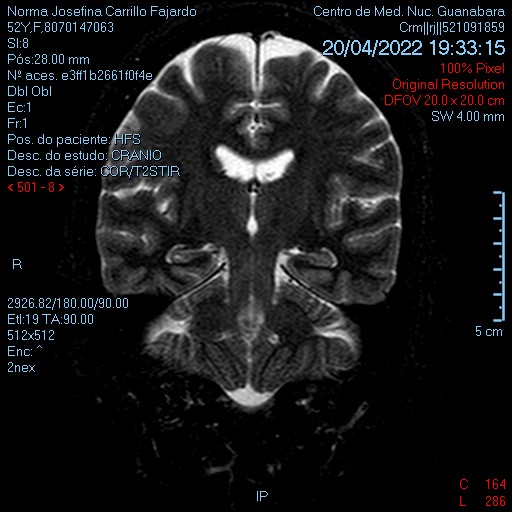 Norma Josefina Carrillo Fajardo
52Y,F,8070147063
Sl:8
Pós:28.00 mm
Nº aces. e3ff1b2661f0f4e
Dbl Obl
Ec:1
Fr:1
Pos. do paciente: HFS
Desc. do estudo: CRANIO
Desc. da série: COR/T2STIR
< 501 - 8 >
Centro de Med. Nuc. Guanabara
Crm||rj||521091859
20/04/2022 19:33:15
100% Pixel
Original Resolution
DFOV 20.0 x 20.0 cm
SW 4.00 mm
R
2926.82/180.00/90.00
Etl:19 TA:90.00
512x512
Enc: ^
2nex
5 cm
IP
C 164
L 286